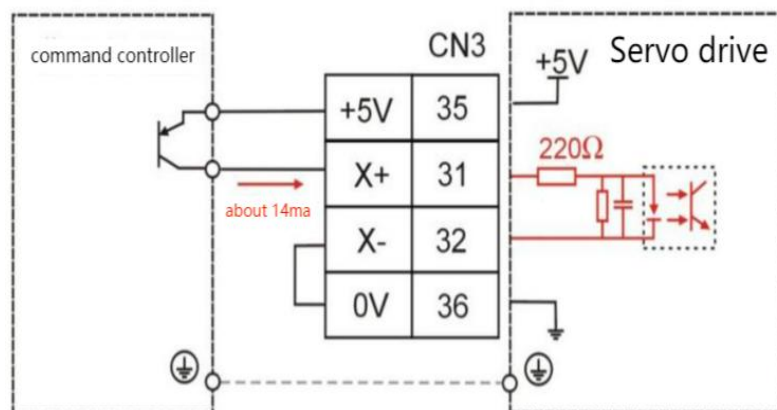 command controller
CN3
Servo drive
+5V
+5V 35
X+ 31
X- 32
0V 36
about 14ma
220Ω